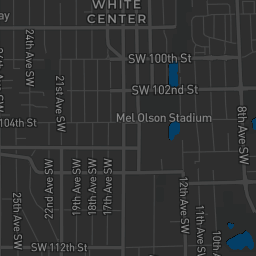 WHITE
CENTER
ay
SW 100th St
24th Ave SW
21st Ave SW
SW 102nd St
Mel Olson Stadium
104th St
8th Ave SW
22nd Ave SW
19th Ave SW
18th Ave SW
17th Ave SW
12th Ave SW
11th Ave SW
10th A
25th Ave SW
SW 112th St